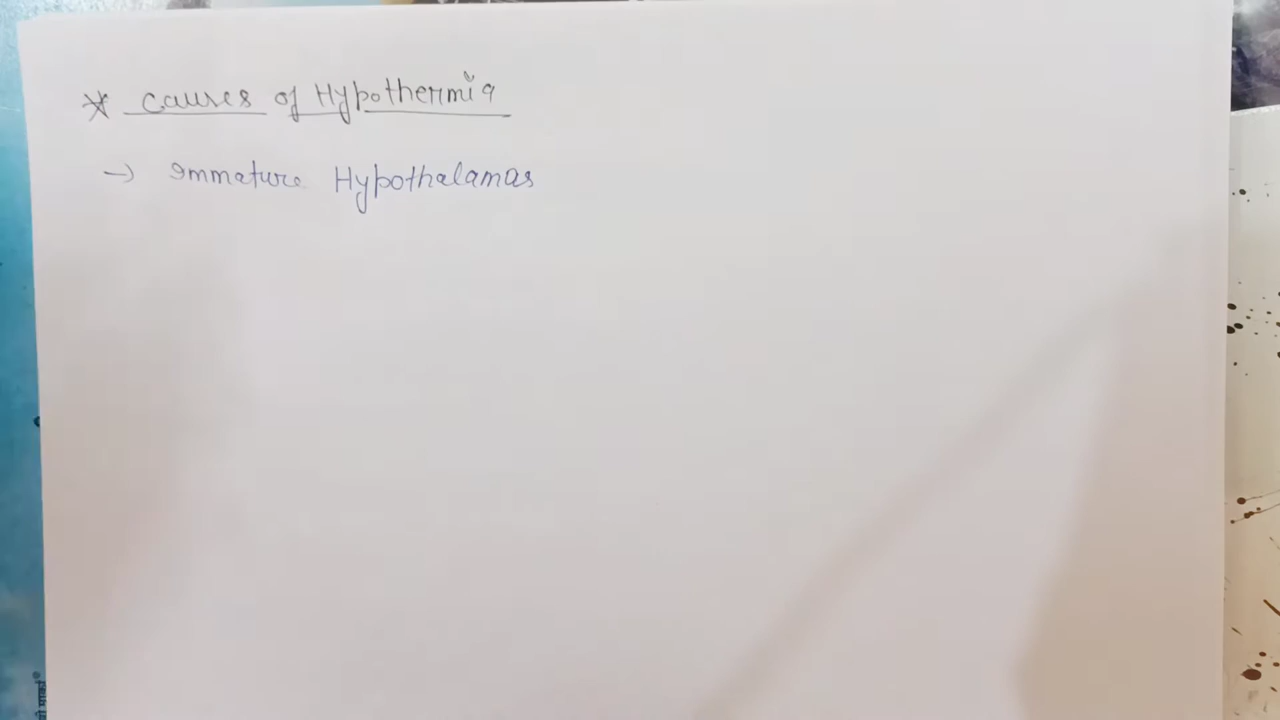 * Causes of Hypothermia
→ Immature Hypothalamas